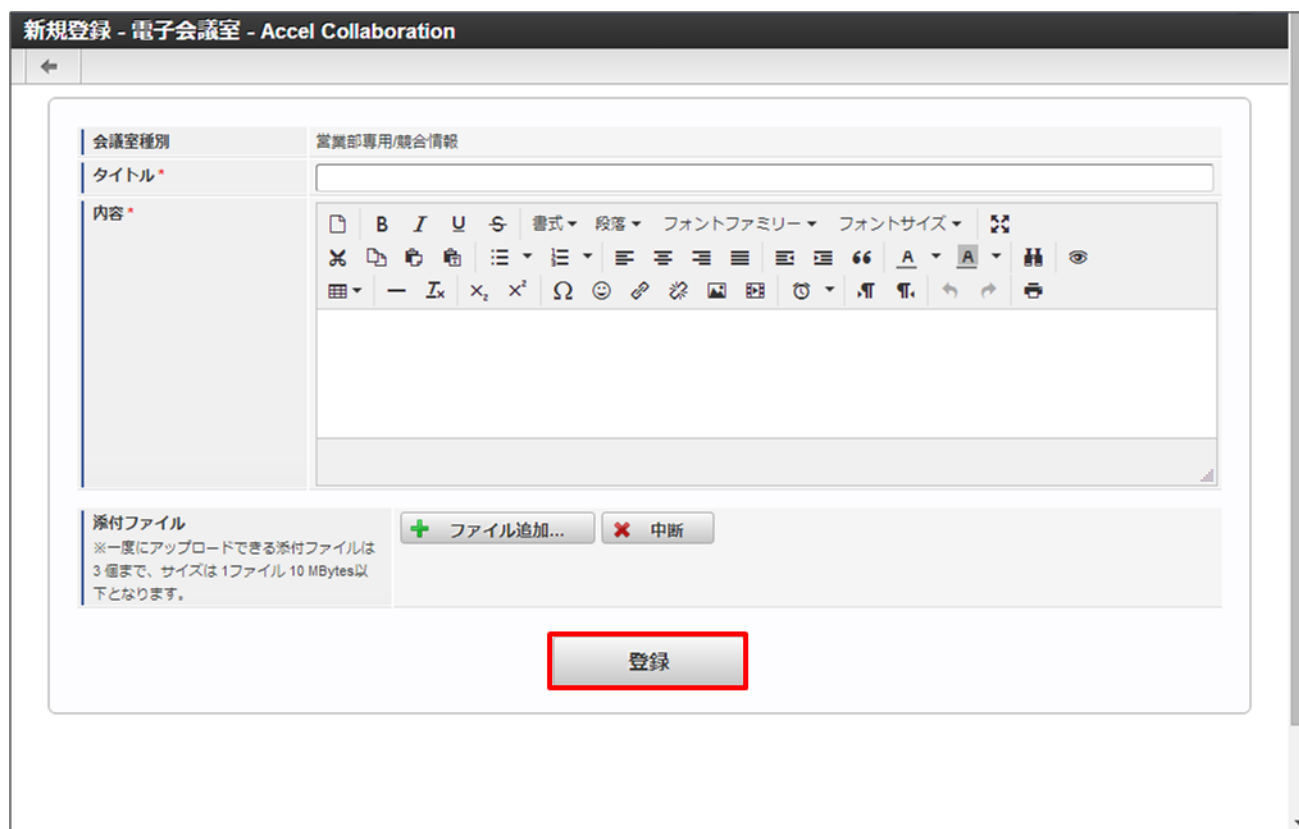 新規登録 - 電子会議室 - Accel Collaboration
会議室種別
営業部専用/競合情報
タイトル*
内容*
B I U S 書式 段落 フォントファミリー フォントサイズ
添付ファイル
※一度にアップロードできる添付ファイルは
3 個まで、サイズは 1ファイル 10 MBytes以
下となります。
ファイル追加...
中断
登録